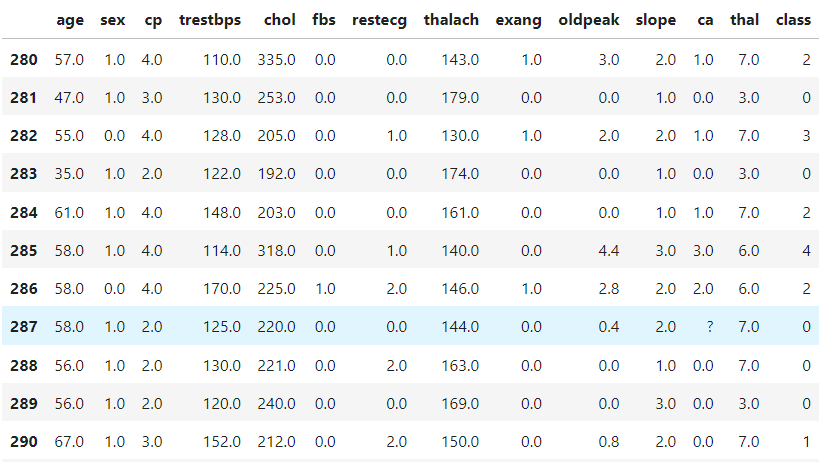 age sex cp trestbps chol fbs restecg thalach exang oldpeak slope ca thal class
280 57.0 1.0 4.0 110.0 335.0 0.0 0.0 143.0 1.0 3.0 2.0 1.0 7.0 2
281 47.0 1.0 3.0 130.0 253.0 0.0 0.0 179.0 0.0 0.0 1.0 0.0 3.0 0
282 55.0 0.0 4.0 128.0 205.0 0.0 1.0 130.0 1.0 2.0 2.0 1.0 7.0 3
283 35.0 1.0 2.0 122.0 192.0 0.0 0.0 174.0 0.0 0.0 1.0 0.0 3.0 0
284 61.0 1.0 4.0 148.0 203.0 0.0 0.0 161.0 0.0 0.0 1.0 1.0 7.0 2
285 58.0 1.0 4.0 114.0 318.0 0.0 1.0 140.0 0.0 4.4 3.0 3.0 6.0 4
286 58.0 0.0 4.0 170.0 225.0 1.0 2.0 146.0 1.0 2.8 2.0 2.0 6.0 2
287 58.0 1.0 2.0 125.0 220.0 0.0 0.0 144.0 0.0 0.4 2.0 ? 7.0 0
288 56.0 1.0 2.0 130.0 221.0 0.0 2.0 163.0 0.0 0.0 1.0 0.0 7.0 0
289 56.0 1.0 2.0 120.0 240.0 0.0 0.0 169.0 0.0 0.0 3.0 0.0 3.0 0
290 67.0 1.0 3.0 152.0 212.0 0.0 2.0 150.0 0.0 0.8 2.0 0.0 7.0 1